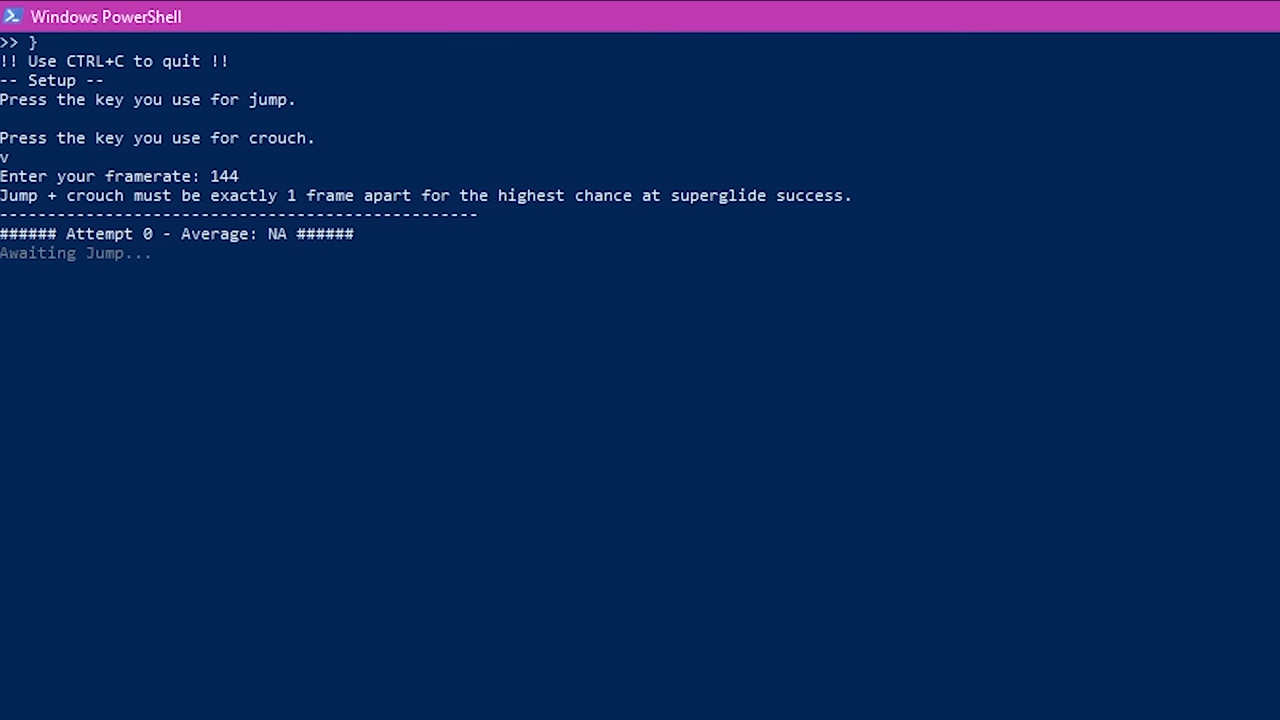 Windows PowerShell
>> }
!! Use CTRL+C to quit !!
-- Setup --
Press the key you use for jump.
Press the key you use for crouch.
v
Enter your framerate: 144
Jump + crouch must be exactly 1 frame apart for the highest chance at superglide success.
--------------------------------------------------
###### Attempt 0 - Average: NA ######
Awaiting Jump...